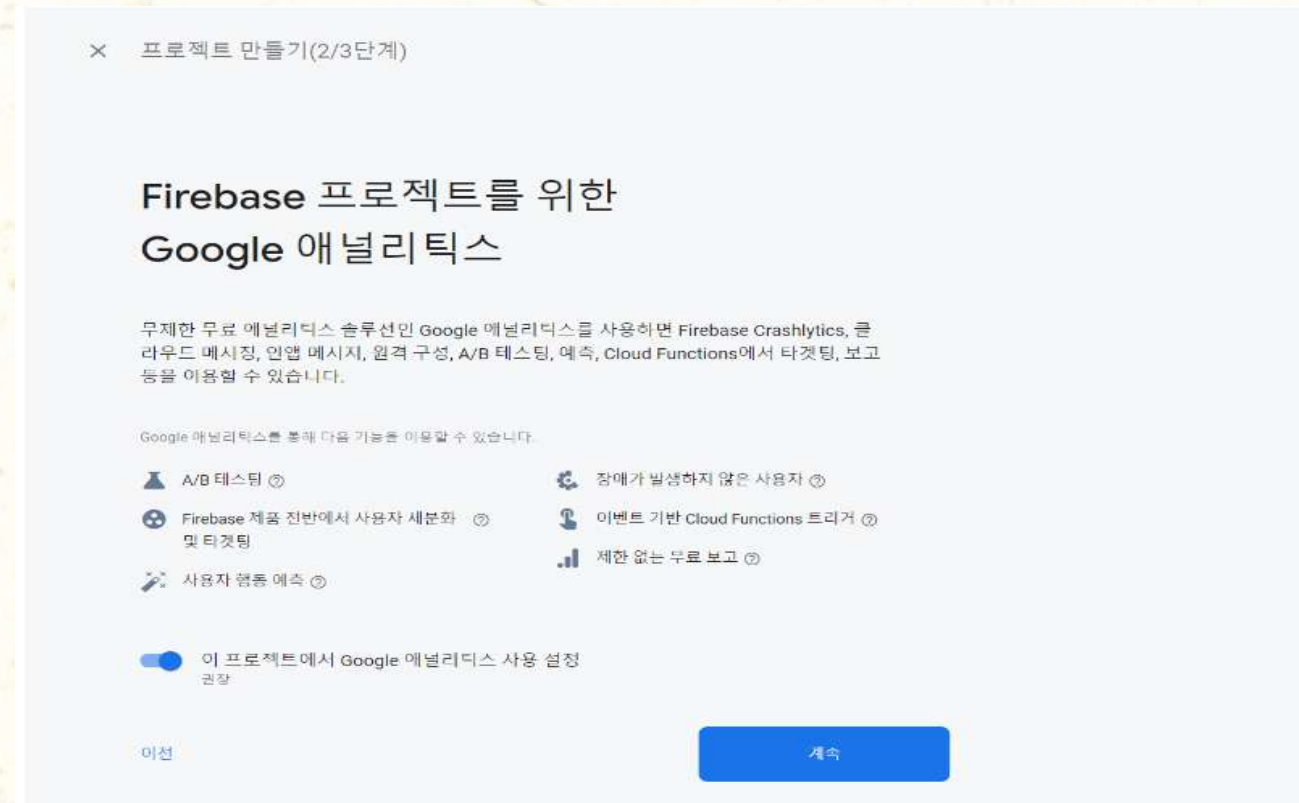 프로젝트 만들기(2/3단계)
Firebase 프로젝트를 위한
Google 애널리틱스
무제한 무료 애널리틱스 솔루션인 Google 애널리틱스를 사용하면 Firebase Crashlytics, 클
라우드 메시징, 인앱 메시지, 원격 구성, A/B 테스팅, 예측, Cloud Functions에서 타겟팅, 보고
등을 이용할 수 있습니다.
Google 애널리틱스를 통해 다음 기능을 이용할 수 있습니다.
A/B 테스팅
Firebase 제품 전반에서 사용자 세분화
및 타겟팅
사용자 행동 예측
장애가 발생하지 않은 사용자
이벤트 기반 Cloud Functions 트리거
제한 없는 무료 보고
이 프로젝트에서 Google 애널리틱스 사용 설정
권장
이전
계속